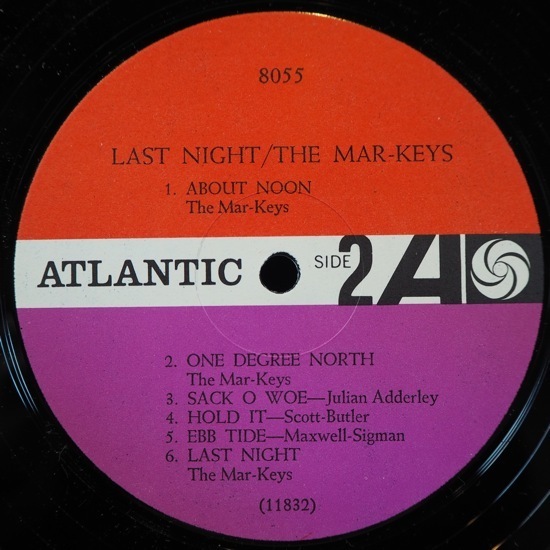 8055
LAST NIGHT/THE MAR-KEYS
1. ABOUT NOON
The Mar-Keys
ATLANTIC SIDE 2 A
2. ONE DEGREE NORTH
The Mar-Keys
3. SACK O WOE—Julian Adderley
4. HOLD IT—Scott-Butler
5. EBB TIDE—Maxwell-Sigman
6. LAST NIGHT
The Mar-Keys
(11832)